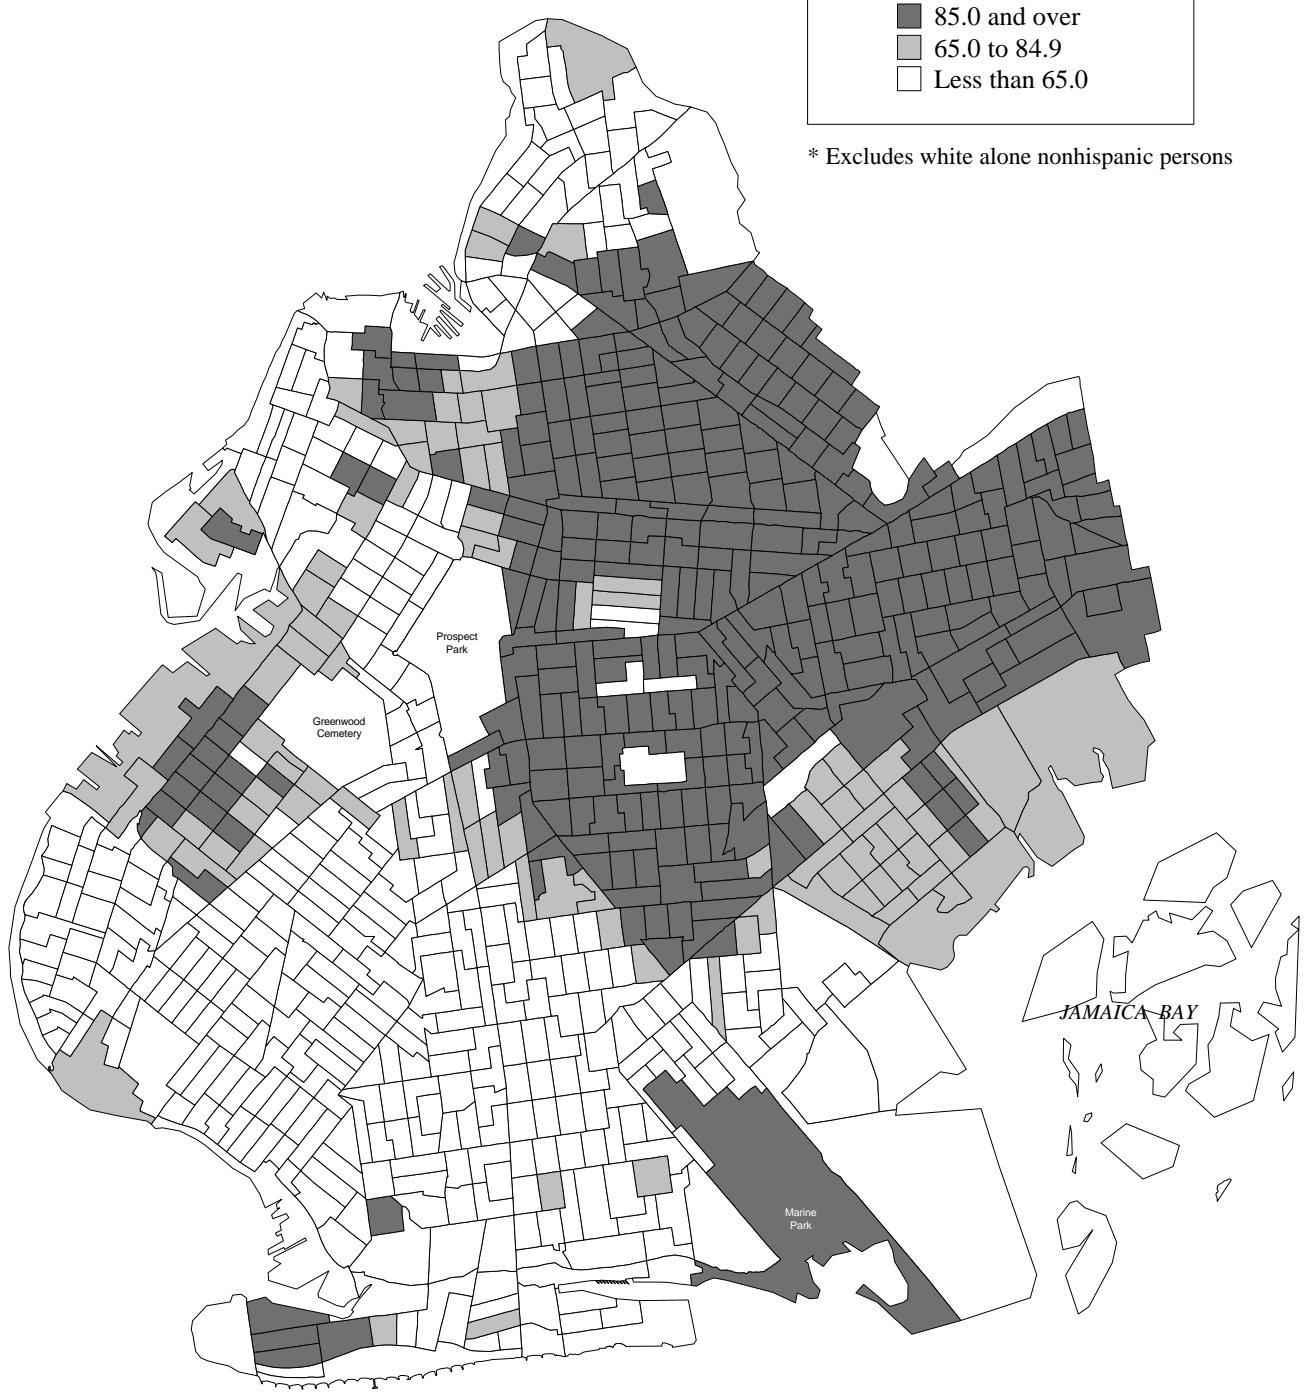 85.0 and over
65.0 to 84.9
Less than 65.0
* Excludes white alone nonhispanic persons
Prospect
Park
Greenwood
Cemetery
JAMAICA BAY
Marine
Park